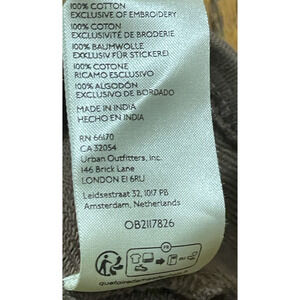 100% COTTON
EXCLUSIVE OF EMBROIDERY
100% COTON
EXCLUSIVITÉ DE BRODERIE
100% BAUMWOLLE
EXKLUSIV FÜR STICKEREI
100% COTONE
RICAMO ESCLUSIVO
100% ALGODÓN
EXCLUSIVO DE BORDADO
MADE IN INDIA
HECHO EN INDIA
RN 66170
CA 32054
Urban Outfitters, Inc.
146 Brick Lane
LONDON E1 6RU
Leidsestraat 32, 1017 PB
Amsterdam, Netherlands
OB2117826
FR